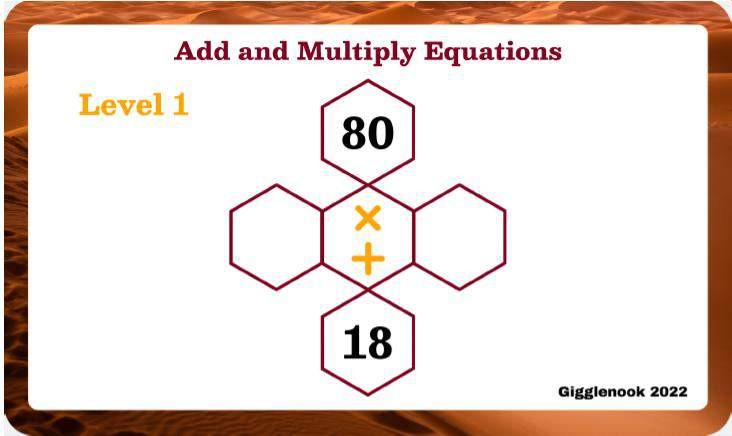 Add and Multiply Equations
Level 1
80
×
+
18
Gigglenook 2022